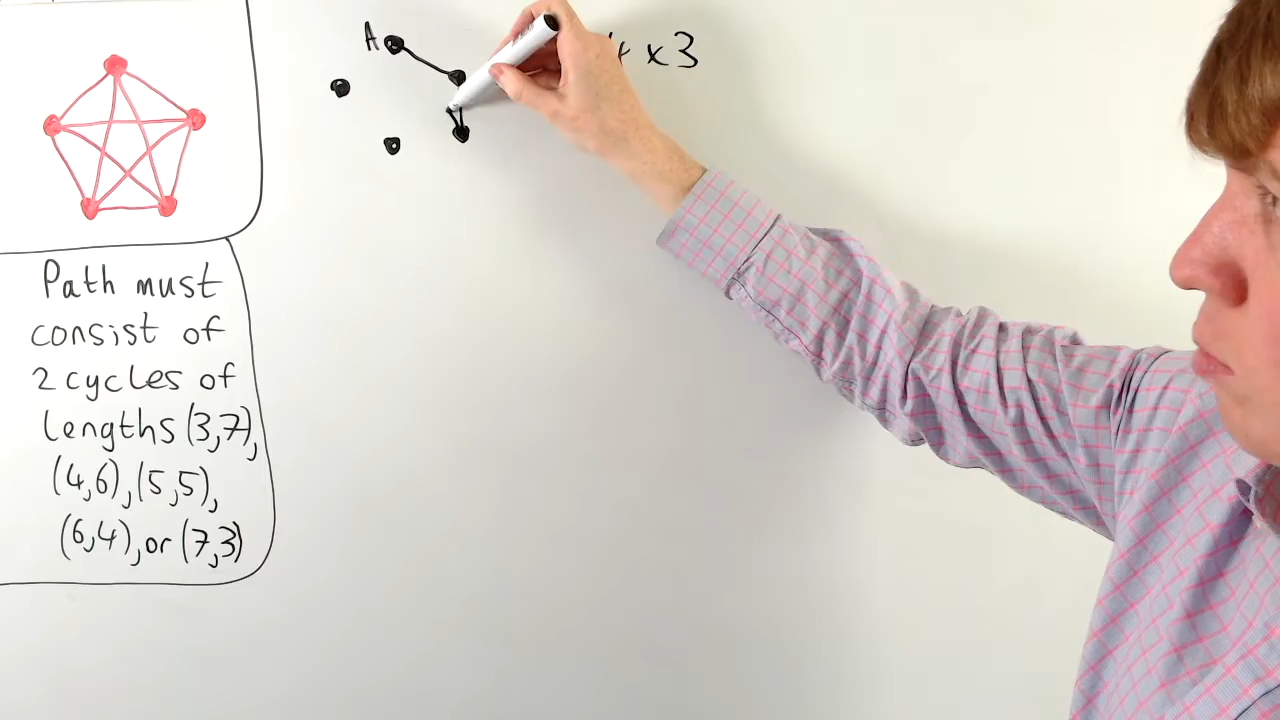 A
4 x 3
Path must
consist of
2 cycles of
lengths (3,7),
(4,6), (5,5),
(6,4), or (7,3)